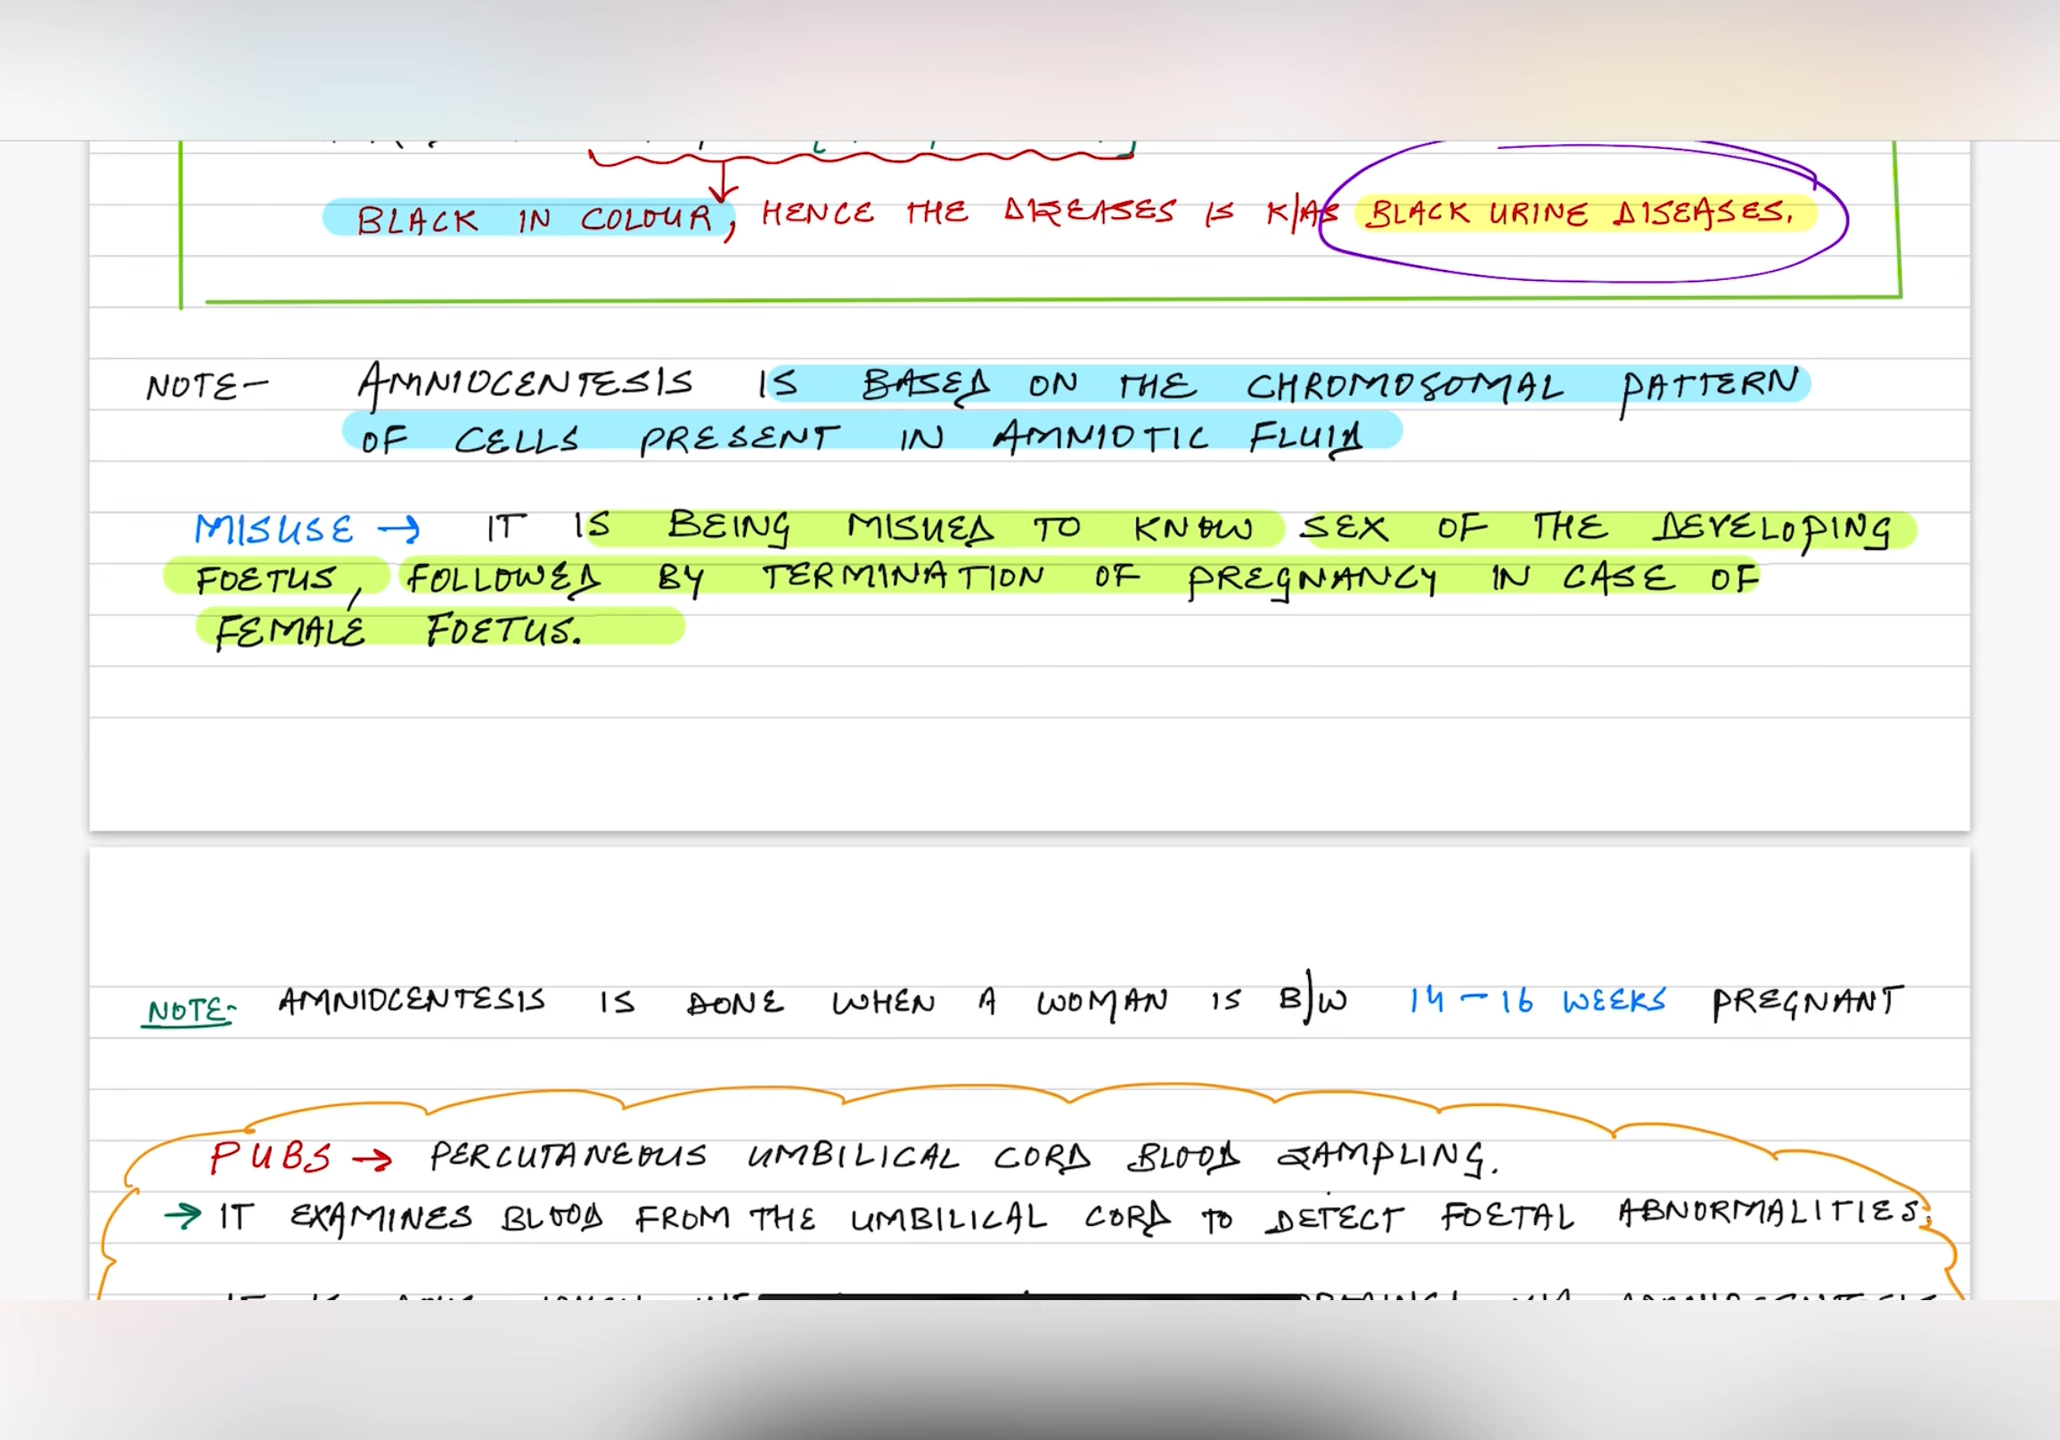 BLACK IN COLOUR, HENCE THE DISEASES IS K/AS BLACK URINE DISEASES.
NOTE- AMNIOCENTESIS IS BASED ON THE CHROMOSOMAL PATTERN
OF CELLS PRESENT IN AMNIOTIC FLUID
MISUSE → IT IS BEING MISUED TO KNOW SEX OF THE DEVELOPING
FOETUS, FOLLOWED BY TERMINATION OF PREGNANCY IN CASE OF
FEMALE FOETUS.
NOTE- AMNIOCENTESIS IS DONE WHEN A WOMAN IS B/W 14-16 WEEKS PREGNANT
PUBS → PERCUTANEOUS UMBILICAL CORD BLOOD SAMPLING.
→ IT EXAMINES BLOOD FROM THE UMBILICAL CORD TO DETECT FOETAL ABNORMALITIES.